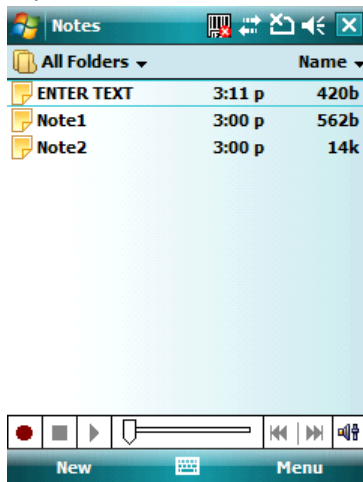 Notes
All Folders Name
ENTER TEXT 3:11 p 420b
Note1 3:00 p 562b
Note2 3:00 p 14k
New Menu